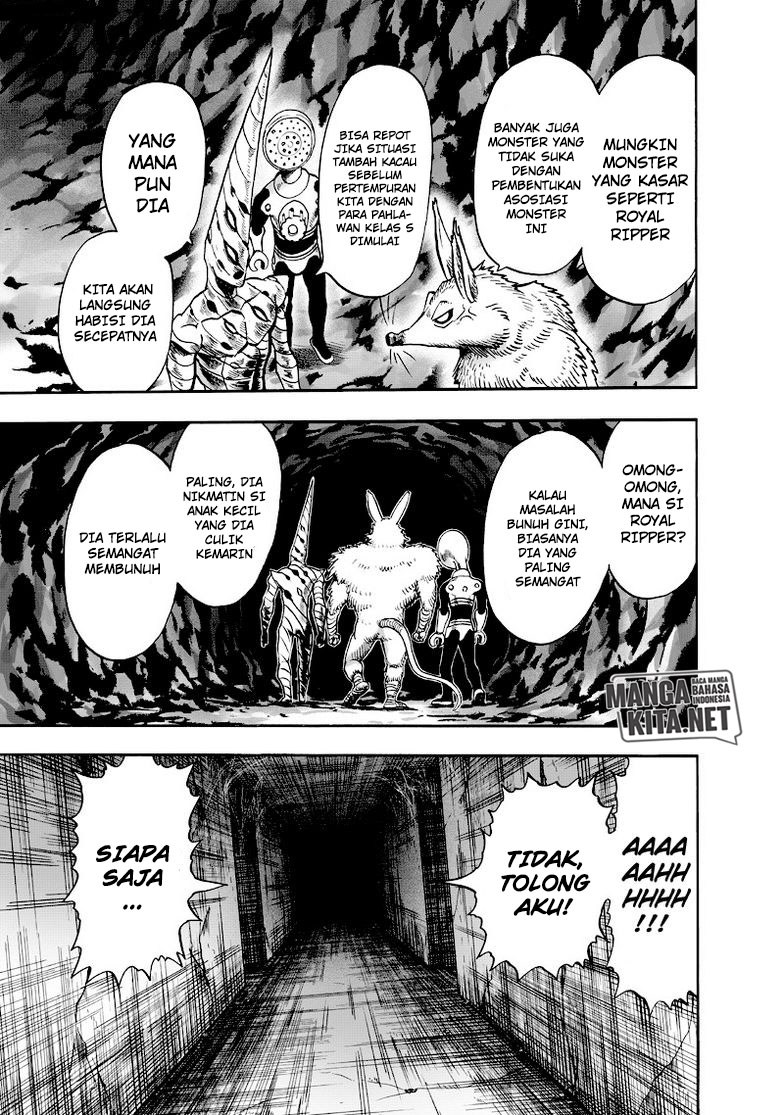 MUNGKIN
MONSTER
YANG KASAR
SEPERTI
ROYAL
RIPPER
BANYAK JUGA
MONSTER YANG
TIDAK SUKA
DENGAN
PEMBENTUKAN
ASOSIASI
MONSTER
INI
BISA REPOT
JIKA SITUASI
TAMBAH KACAU
SEBELUM
PERTEMPURAN
KITA DENGAN
PARA PAHLA-
WAN KELAS S
DIMULAI
YANG
MANA
PUN
DIA
KITA AKAN
LANGSUNG
HABISI DIA
SECEPATNYA
OMONG-
OMONG,
MANA SI
ROYAL
RIPPER?
KALAU
MASALAH
BUNUH GINI,
BIASANYA
DIA YANG
PALING
SEMANGAT
PALING, DIA
NIKMATIN SI
ANAK KECIL
YANG DIA
CULIK
KEMARIN
DIA TERLALU
SEMANGAT
MEMBUNUH
MANGA
BACA MANGA
BAHASA
INDONESIA
KITA.NET
AAAA
AAHH
HHHH
!!!
TIDAK,
TOLONG
AKU!
SIAPA
SAJA
...